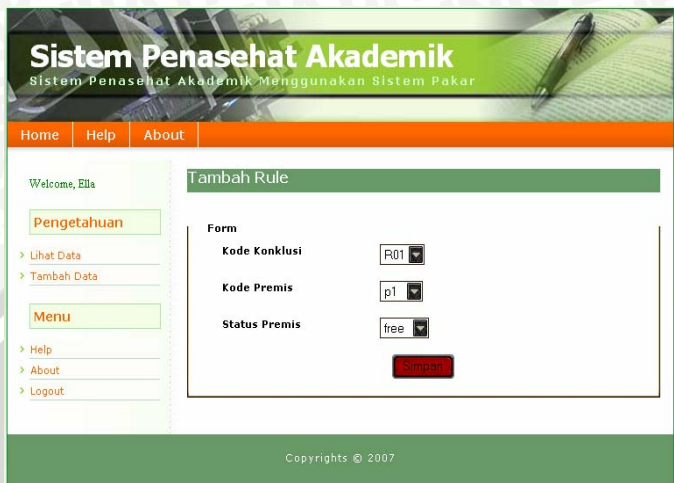 Sistem Penasehat Akademik
Sistem Penasehat Akademik Menggunakan Sistem Pakar
Home Help About
Welcome, Ella
Pengetahuan
Lihat Data
Tambah Data
Menu
Help
About
Logout
Tambah Rule
Form
Kode Konklusi R01
Kode Premis p1
Status Premis free
Simpan
Copyrights © 2007